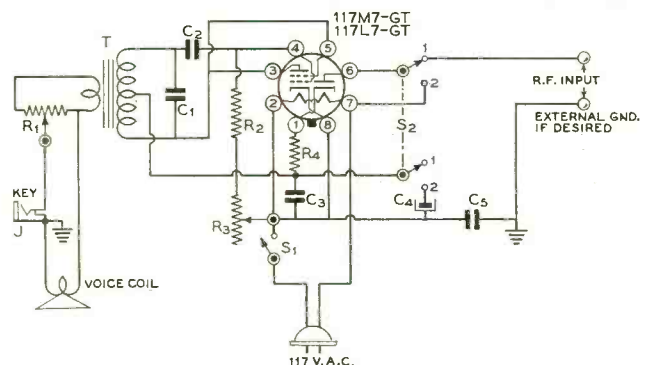 117M7-GT
117L7-GT
T
C2
4
5
3
6
2
7
1
8
C1
R1
R2
R4
R3
C3
S1
S2
1
2
1
2
C4
C5
R.F. INPUT
EXTERNAL GND.
IF DESIRED
KEY
J
VOICE COIL
117 V.A.C.